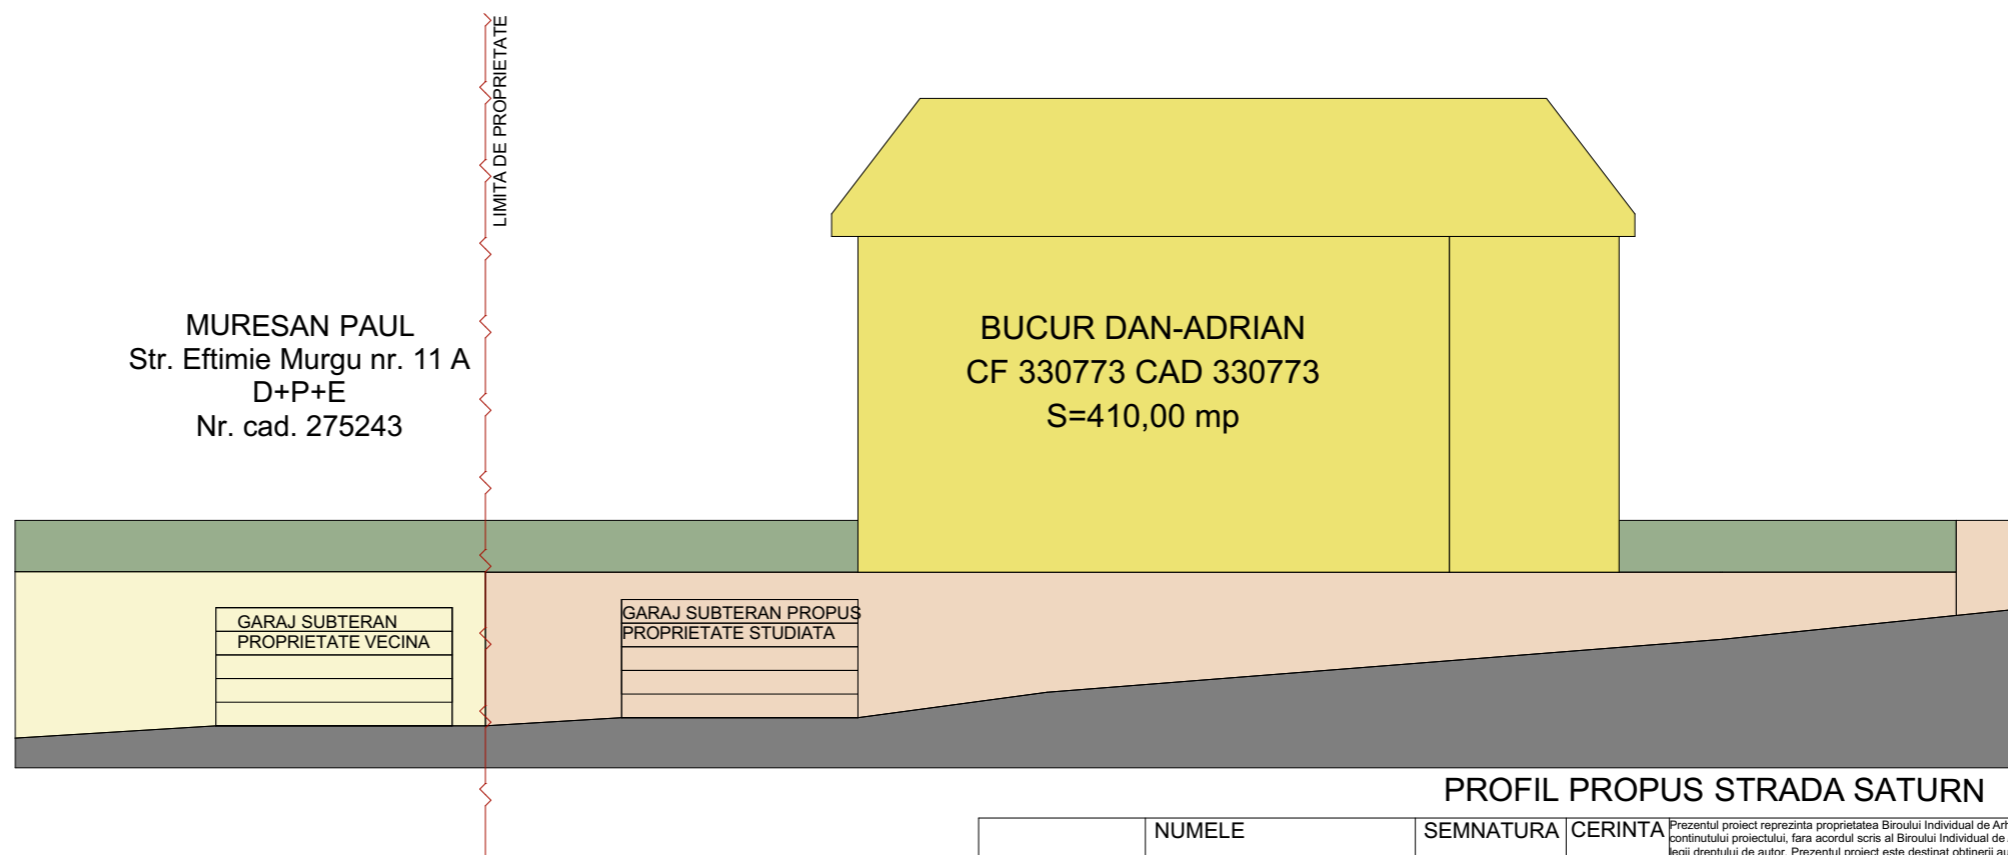 LIMITA DE PROPRIETATE
MURESAN PAUL
Str. Eftimie Murgu nr. 11 A
D+P+E
Nr. cad. 275243
BUCUR DAN-ADRIAN
CF 330773 CAD 330773
S=410,00 mp
GARAJ SUBTERAN
PROPRIETATE VECINA
GARAJ SUBTERAN PROPUS
PROPRIETATE STUDIATA
PROFIL PROPUS STRADA SATURN
NUMELE
SEMNATURA
CERINTA
Prezentul proiect reprezinta proprietatea Biroului Individual de
continutului proiectului, fara acordul scris al Biroului Individual de
legii dreptului de autor. Prezentul proiect este destinat obtinerii